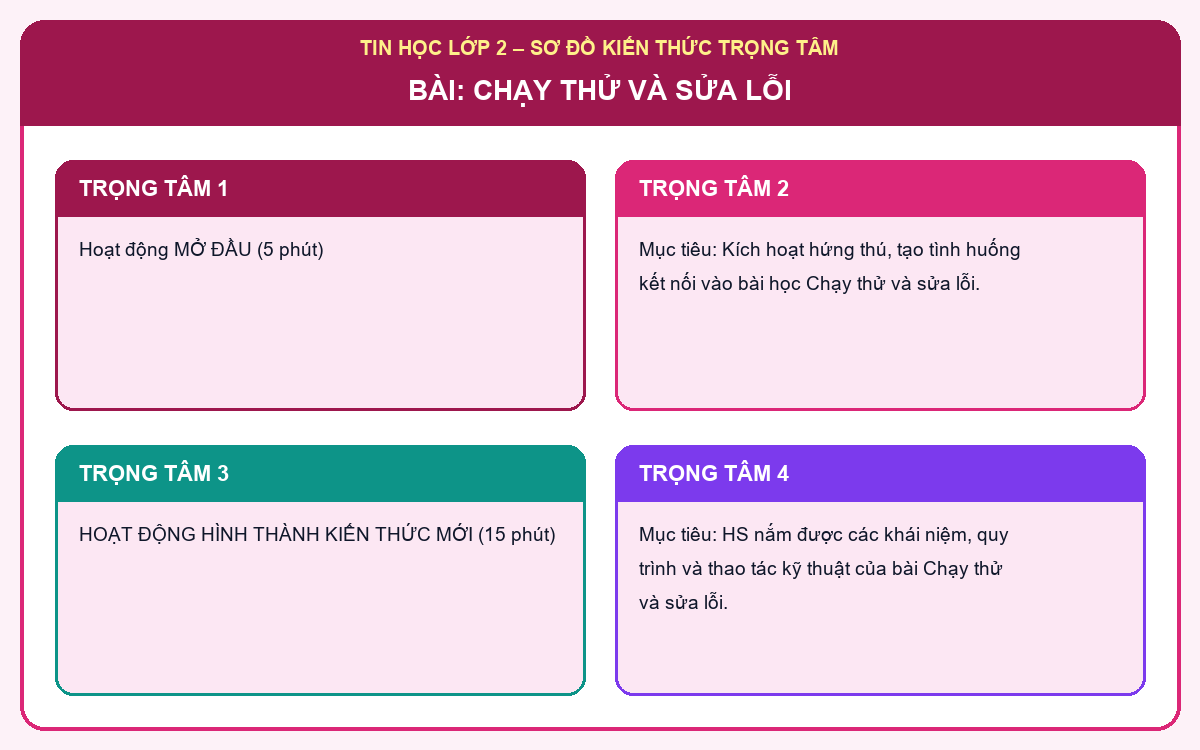 TIN HỌC LỚP 2 – SƠ ĐỒ KIẾN THỨC TRỌNG TÂM
BÀI: CHẠY THỬ VÀ SỬA LỖI
TRỌNG TÂM 1
Hoạt động MỞ ĐẦU (5 phút)
TRỌNG TÂM 2
Mục tiêu: Kích hoạt hứng thú, tạo tình huống
kết nối vào bài học Chạy thử và sửa lỗi.
TRỌNG TÂM 3
HOẠT ĐỘNG HÌNH THÀNH KIẾN THỨC MỚI (15 phút)
TRỌNG TÂM 4
Mục tiêu: HS nắm được các khái niệm, quy
trình và thao tác kỹ thuật của bài Chạy thử
và sửa lỗi.